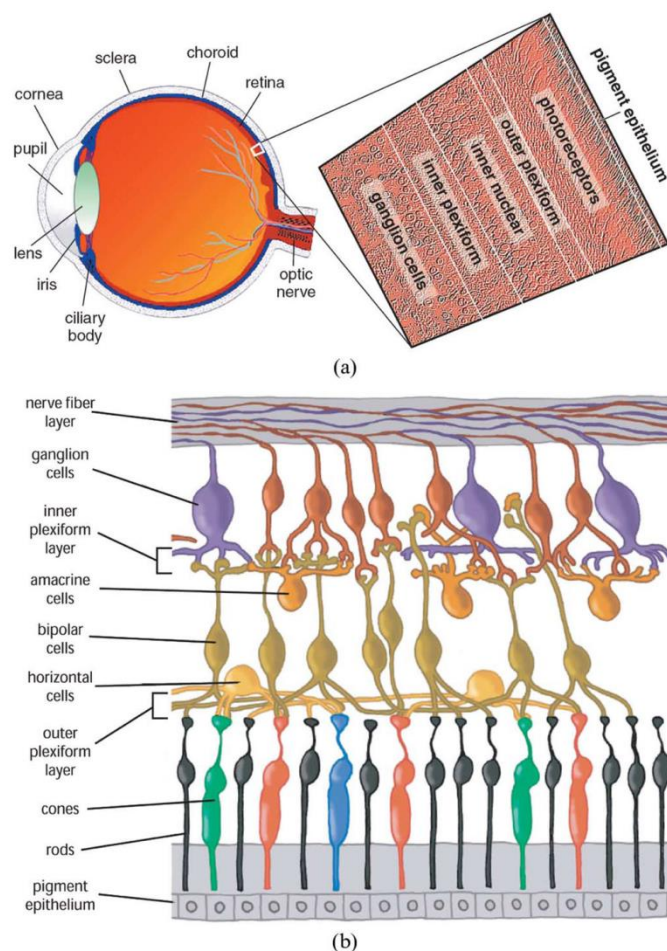 sclera
choroid
retina
cornea
pupil
lens
iris
ciliary
body
optic
nerve
ganglion cells
inner plexiform
inner nuclear
outer plexiform
photoreceptors
pigment epithelium
(a)
nerve fiber
layer
ganglion
cells
inner
plexiform
layer
amacrine
cells
bipolar
cells
horizontal
cells
outer
plexiform
layer
cones
rods
pigment
epithelium
(b)